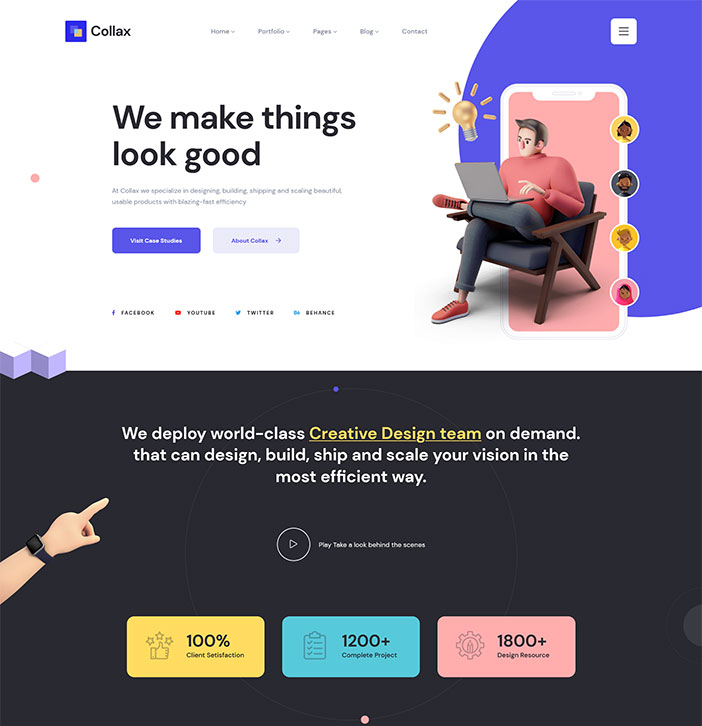 Collax
Home
Portfolio
Pages
Blog
Contact
We make things
look good
At Collax we specialize in designing, building, shipping and scaling beautiful,
usable products with blazing-fast efficiency
Visit Case Studies
About Collax
FACEBOOK
YOUTUBE
TWITTER
BEHANCE
We deploy world-class Creative Design team on demand.
that can design, build, ship and scale your vision in the
most efficient way.
Play Take a look behind the scenes
100%
Client Setisfaction
1200+
Complete Project
1800+
Design Resource